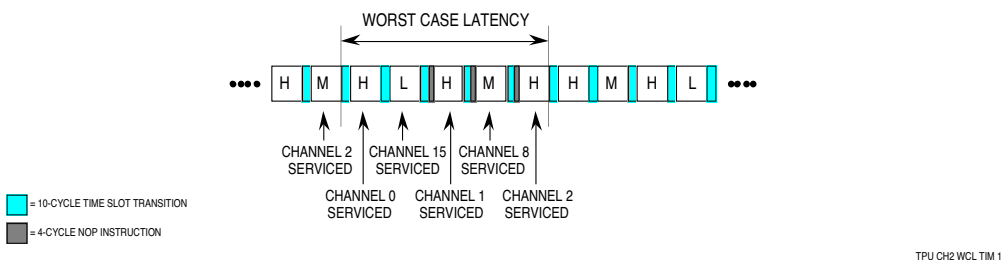 WORST CASE LATENCY
H M H L H M H H M H L
CHANNEL 2 SERVICED
CHANNEL 15 SERVICED
CHANNEL 8 SERVICED
CHANNEL 0 SERVICED
CHANNEL 1 SERVICED
CHANNEL 2 SERVICED
= 10-CYCLE TIME SLOT TRANSITION
= 4-CYCLE NOP INSTRUCTION
TPU CH2 WCL TIM 1